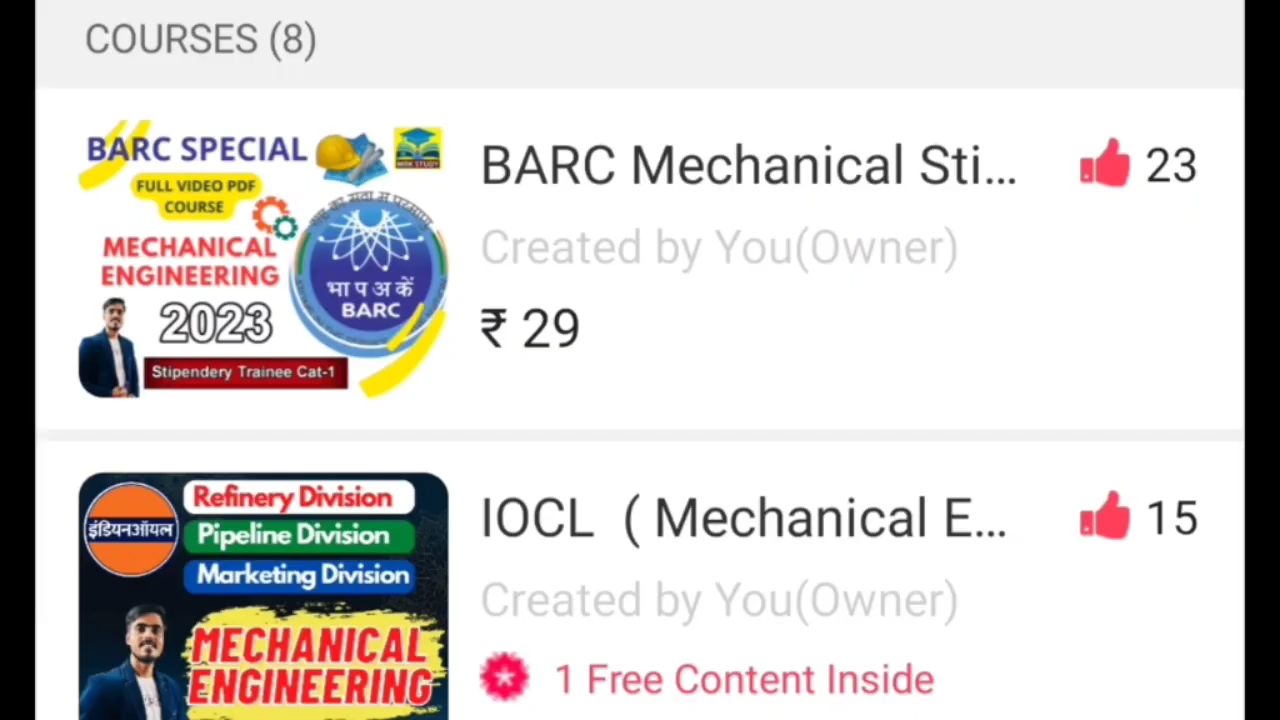 COURSES (8)
BARC SPECIAL
MRK STUDY
FULL VIDEO PDF
COURSE
MECHANICAL
ENGINEERING
2023
Stipendery Trainee Cat-1
भा प अ कें
BARC
BARC Mechanical Sti...
23
Created by You(Owner)
₹ 29
इंडियनऑयल
Refinery Division
Pipeline Division
Marketing Division
MECHANICAL
ENGINEERING
IOCL ( Mechanical E...
15
Created by You(Owner)
1 Free Content Inside